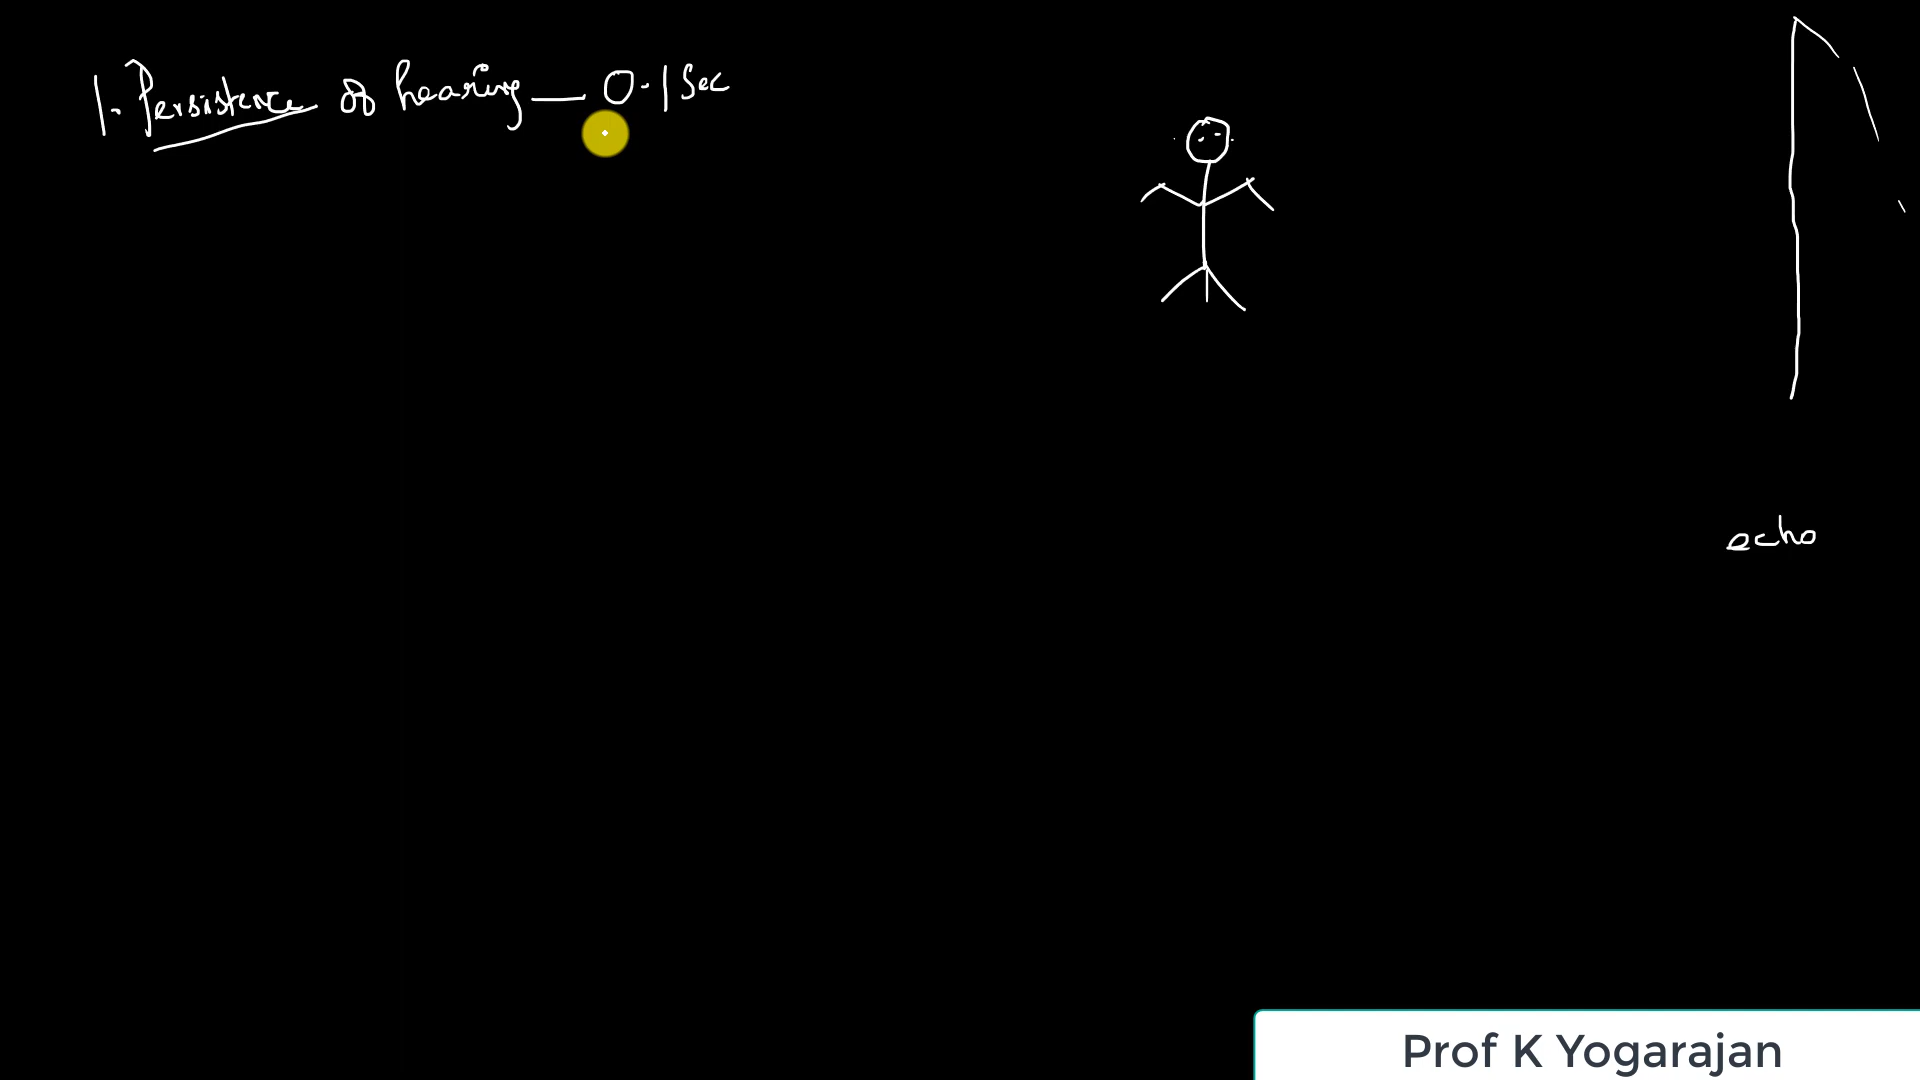 1. Persistence of hearing — 0.1 Sec
echo
Prof K Yogarajan